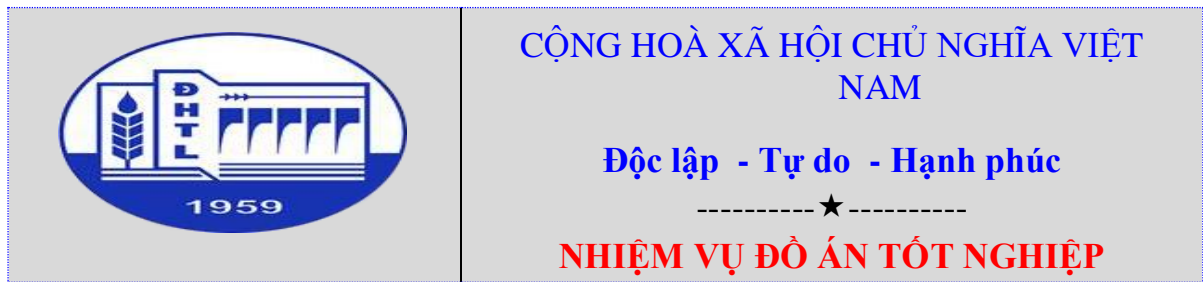 ĐHTL
1959
CỘNG HOÀ XÃ HỘI CHỦ NGHĨA VIỆT
NAM
Độc lập - Tự do - Hạnh phúc
----------★----------
NHIỆM VỤ ĐỒ ÁN TỐT NGHIỆP